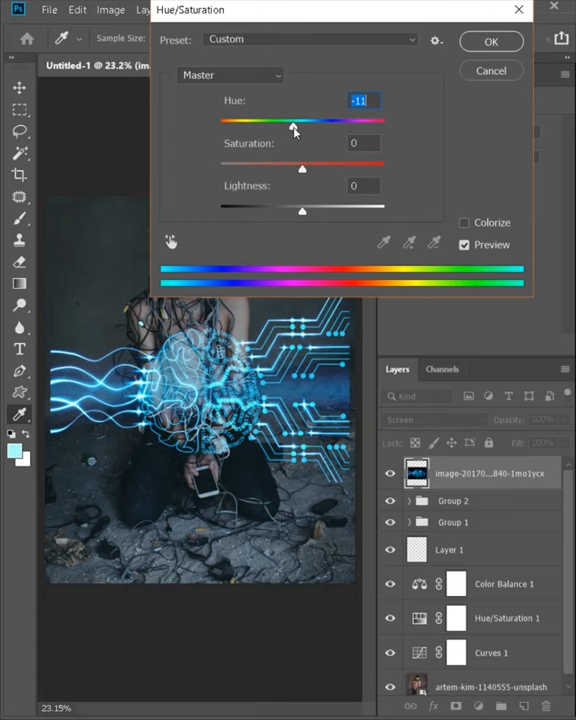 Hue/Saturation
Ps File Edit Image
Preset: Custom
OK
Sample Size:
Cancel
Untitled-1 @ 23.2%
Master
Hue: -11
Saturation: 0
Lightness: 0
Colorize
Preview
T
Layers Channels
Kind
Screen Opacity: 100%
Lock: Fill: 100%
image-20170...840-1mo1ycx
Group 2
Group 1
Layer 1
Color Balance 1
Hue/Saturation 1
Curves 1
artem-kim-1140555-unsplash
23.15%
fx